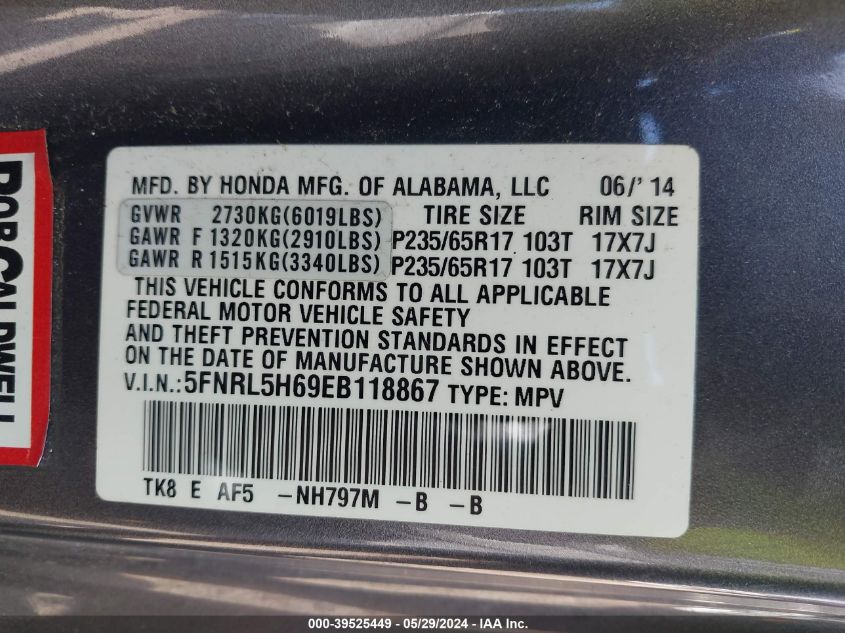 BOBCALDWELL
MFD. BY HONDA MFG. OF ALABAMA, LLC 06/'14
GVWR 2730KG(6019LBS) TIRE SIZE RIM SIZE
GAWR F 1320KG(2910LBS) P235/65R17 103T 17X7J
GAWR R 1515KG(3340LBS) P235/65R17 103T 17X7J
THIS VEHICLE CONFORMS TO ALL APPLICABLE
FEDERAL MOTOR VEHICLE SAFETY
AND THEFT PREVENTION STANDARDS IN EFFECT
ON THE DATE OF MANUFACTURE SHOWN ABOVE.
V.I.N.:5FNRL5H69EB118867 TYPE: MPV
TK8 E AF5 -NH797M -B -B
000-39525449 - 05/29/2024 - IAA Inc.